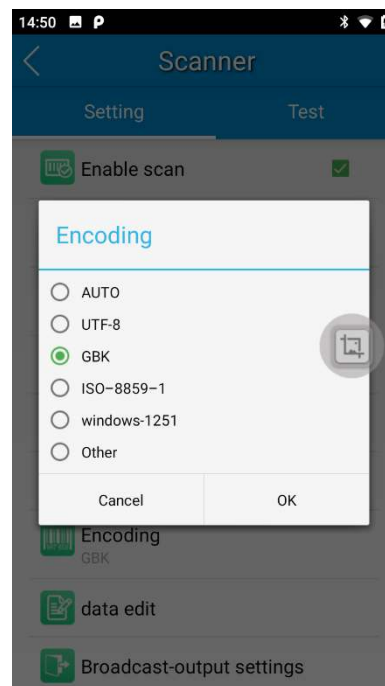 14:50
Scanner
Setting Test
Enable scan
Encoding
AUTO
UTF-8
GBK
ISO–8859–1
windows-1251
Other
Cancel OK
Encoding
GBK
data edit
Broadcast-output settings